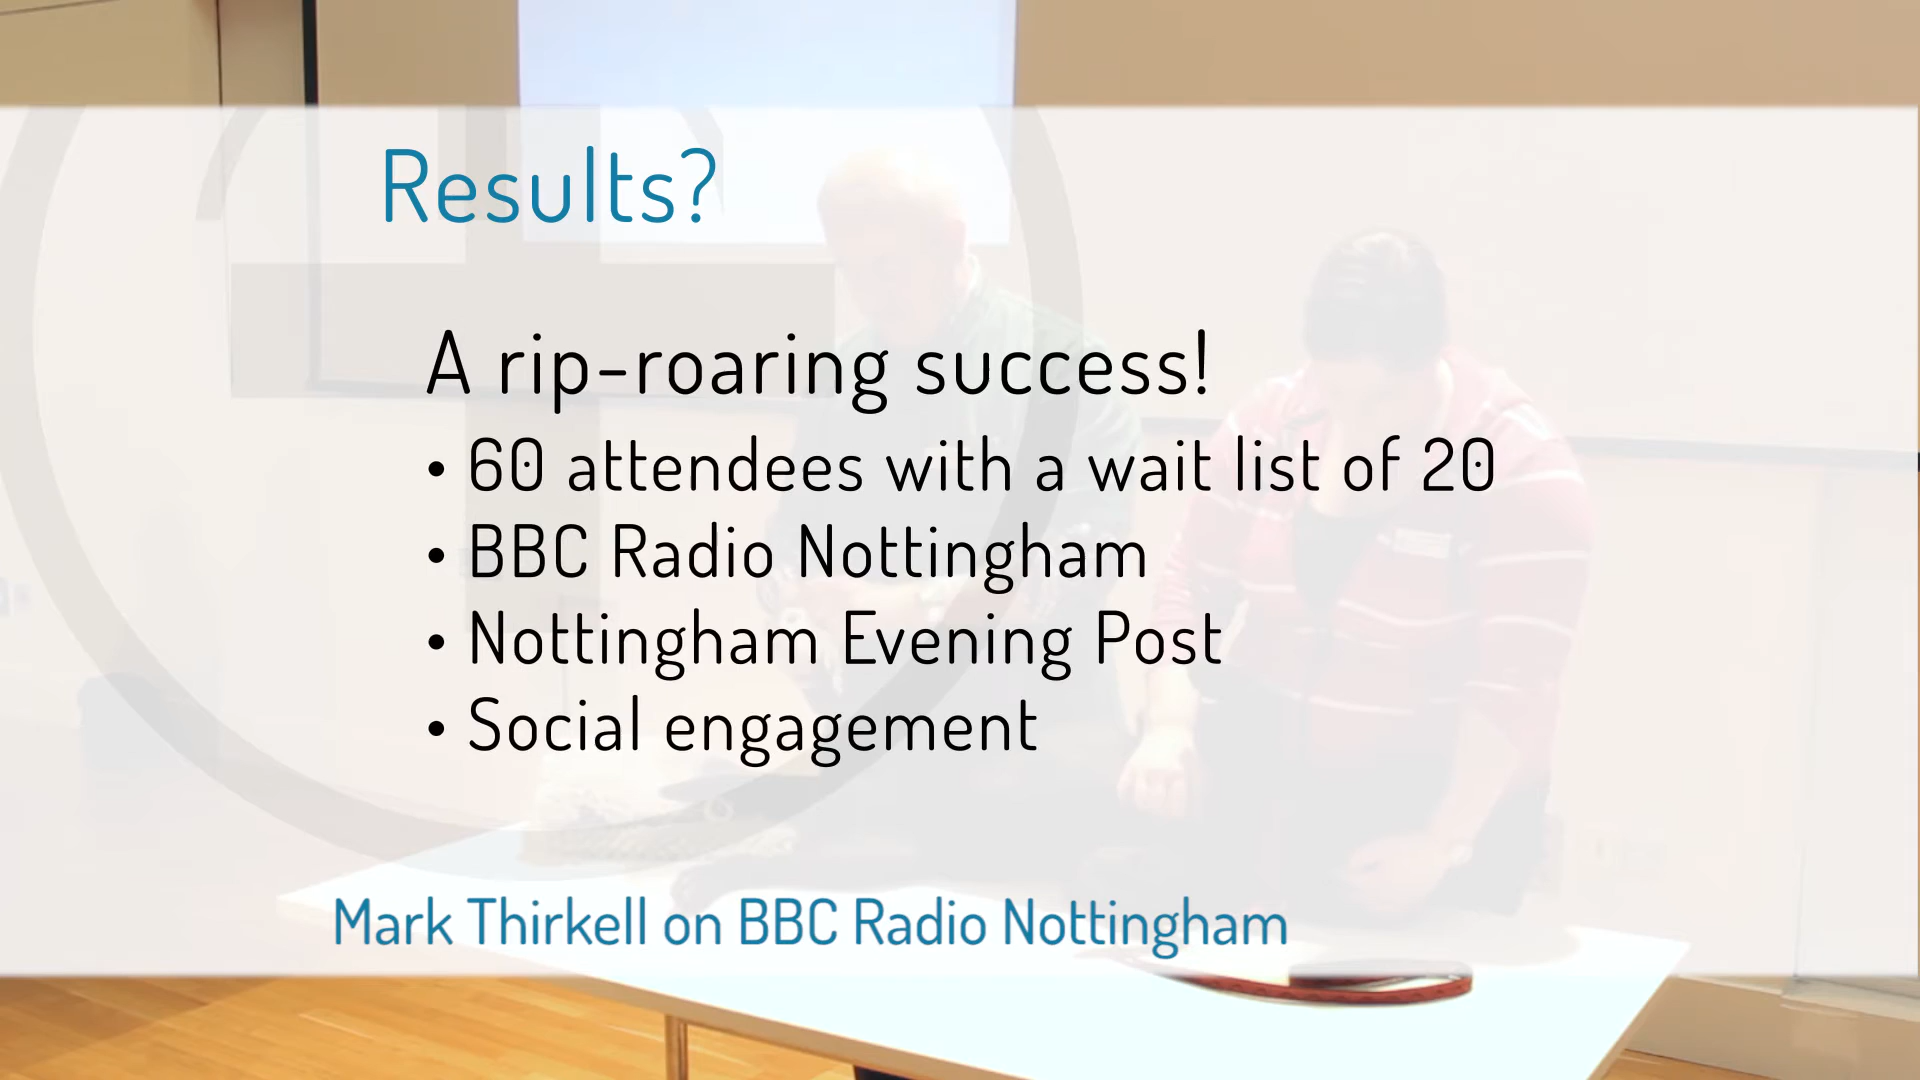 Results?
A rip-roaring success!
• 60 attendees with a wait list of 20
• BBC Radio Nottingham
• Nottingham Evening Post
• Social engagement
Mark Thirkell on BBC Radio Nottingham